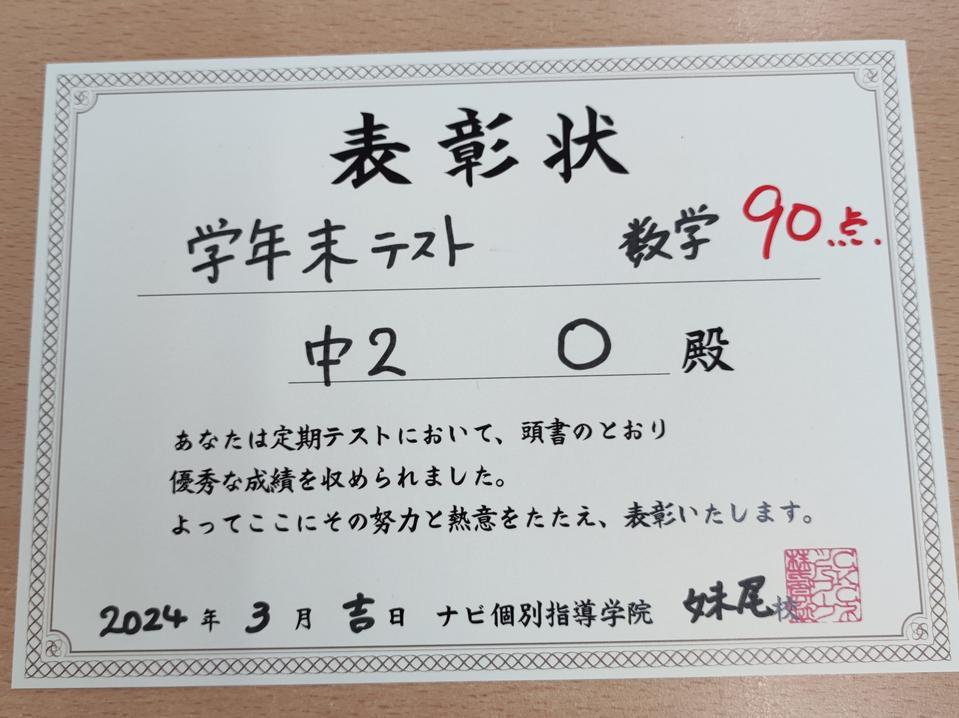 表彰状
学年末テスト 数学 90点.
中2 〇 殿
あなたは定期テストにおいて、頭書のとおり
優秀な成績を収められました。
よってここにその努力と熱意をたたえ、表彰いたします。
2024年 3月 吉日 ナビ個別指導学院 妹尾校